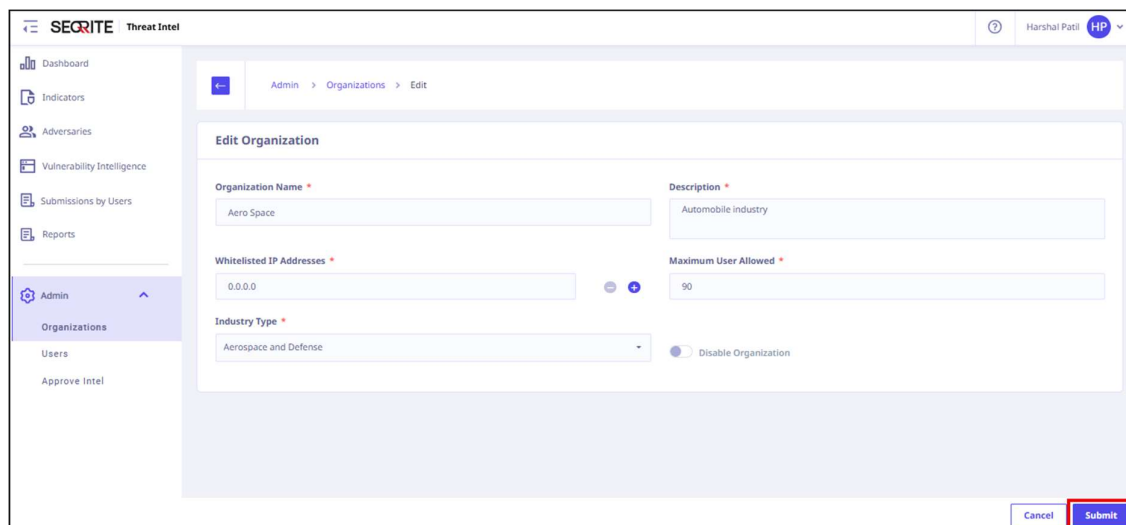 SEQRITE Threat Intel
Harshal Patil HP
Dashboard
Indicators
Adversaries
Vulnerability Intelligence
Submissions by Users
Reports
Admin
Organizations
Users
Approve Intel
Admin > Organizations > Edit
Edit Organization
Organization Name *
Aero Space
Description *
Automobile industry
Whitelisted IP Addresses *
0.0.0.0
Maximum User Allowed *
90
Industry Type *
Aerospace and Defense
Disable Organization
Cancel
Submit